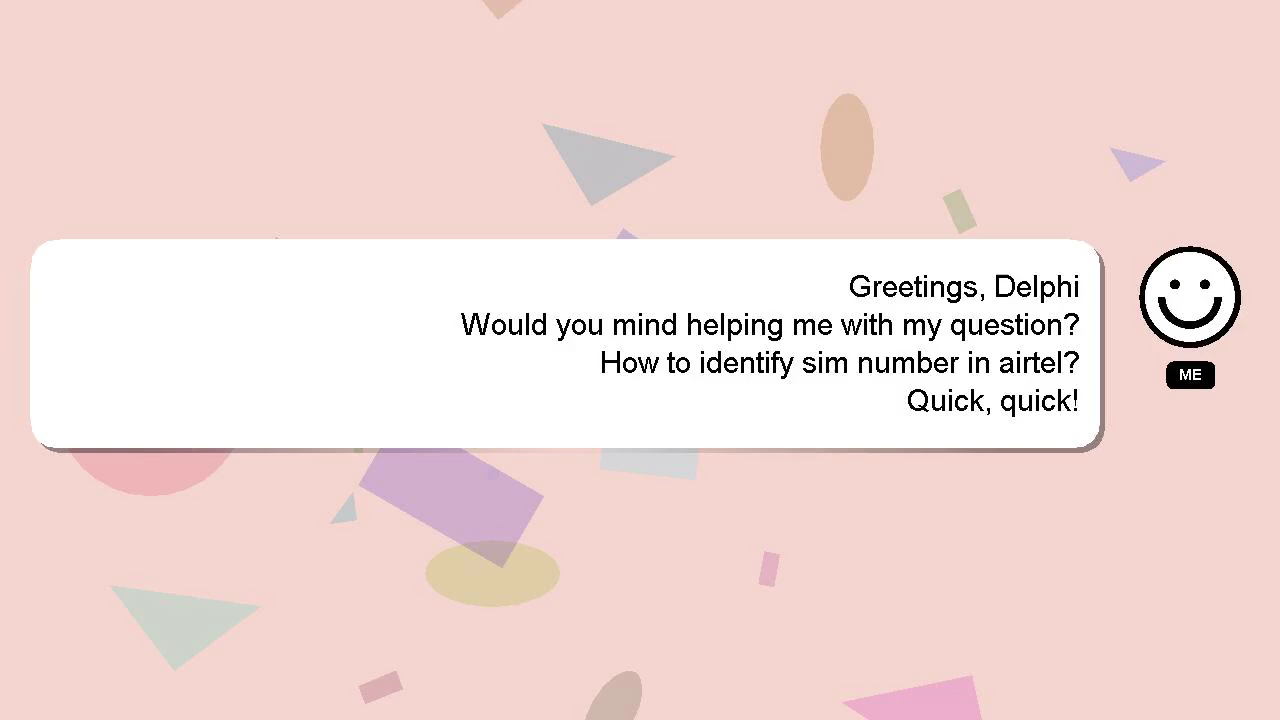 Greetings, Delphi
Would you mind helping me with my question?
How to identify sim number in airtel?
Quick, quick!
ME